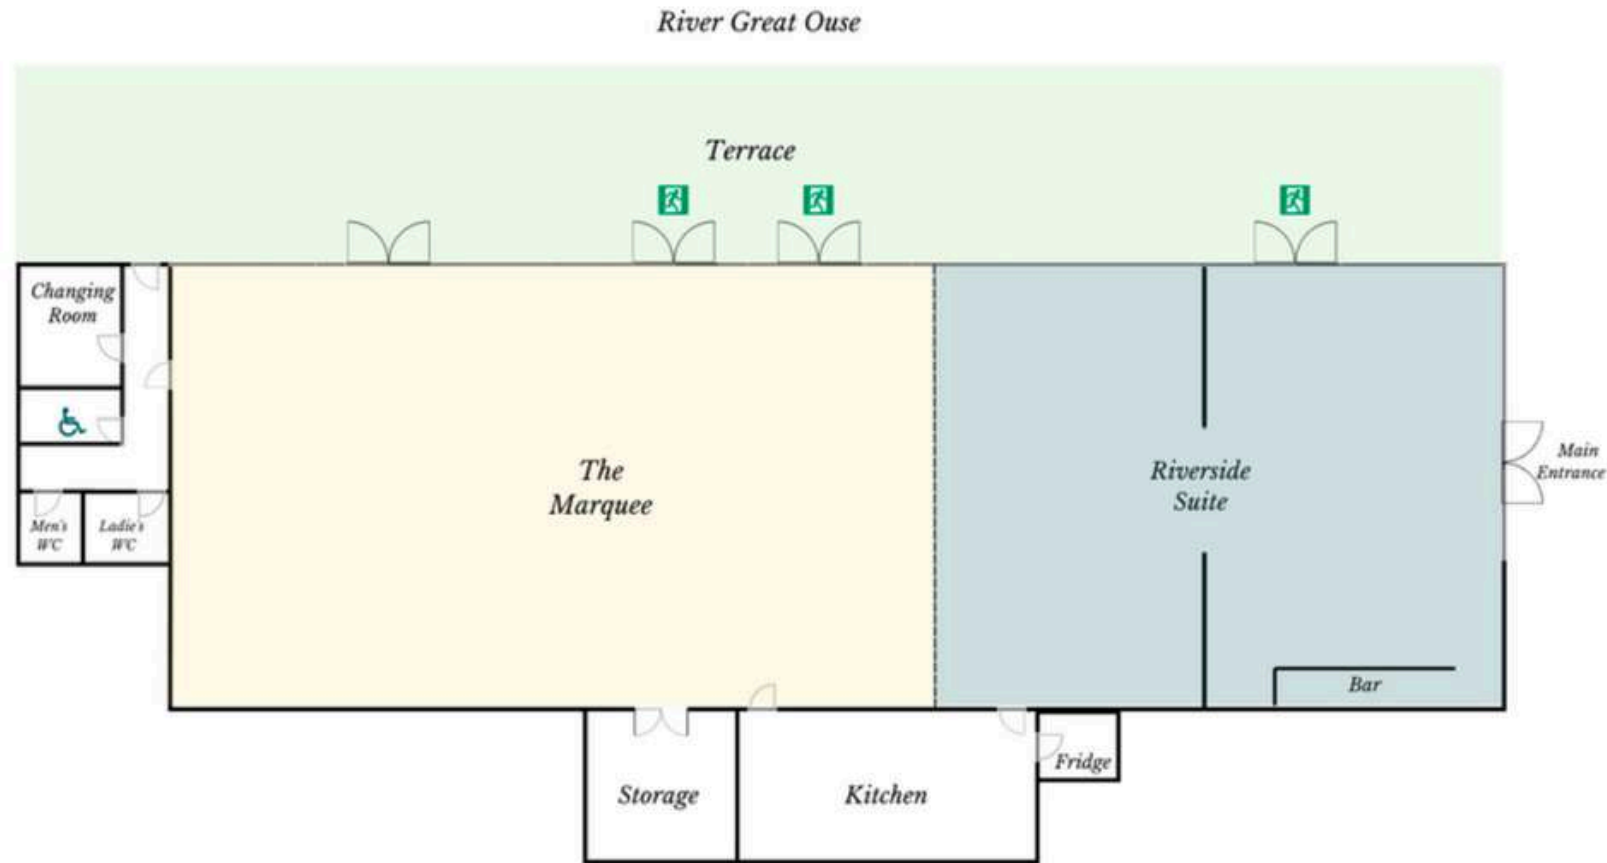 River Great Ouse
Terrace
Changing
Room
The
Marquee
Riverside
Suite
Main
Entrance
Men's
WC
Ladie's
WC
Bar
Storage
Kitchen
Fridge